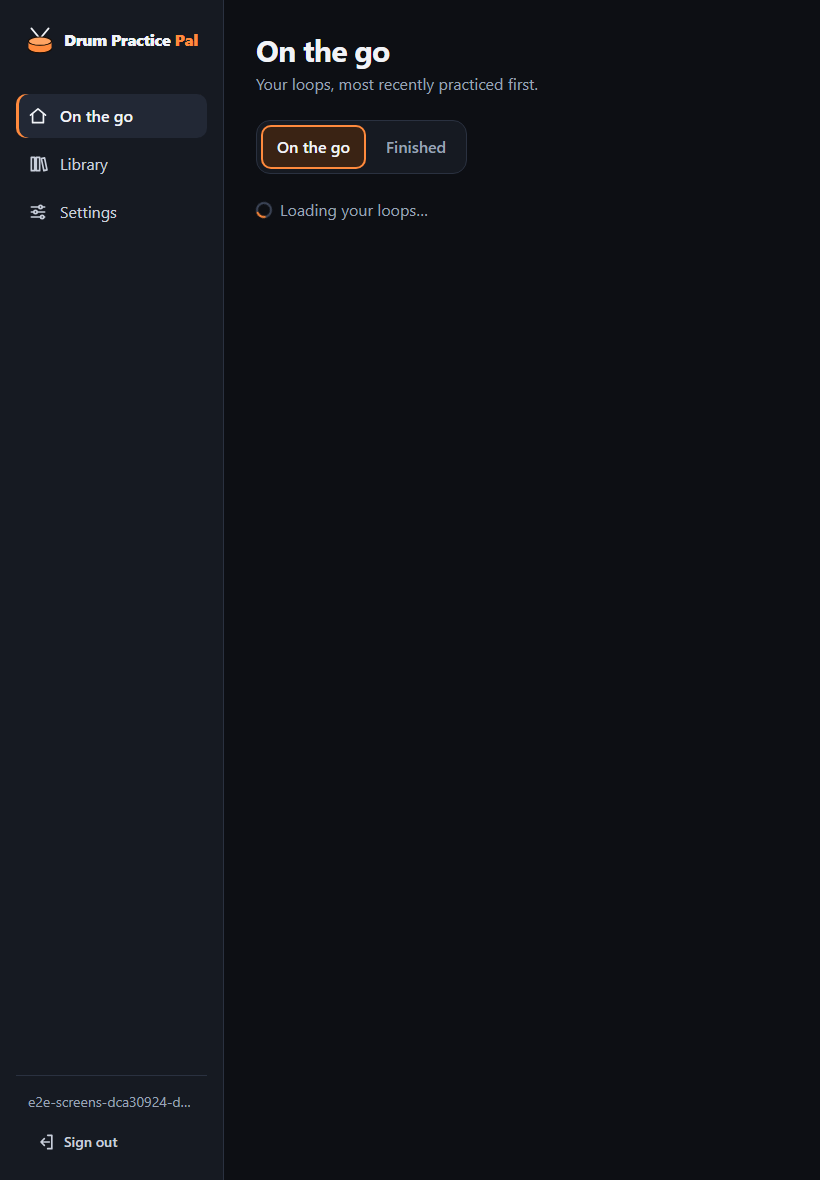 Drum Practice Pal
On the go
Library
Settings
e2e-screens-dca30924-d...
Sign out
On the go
Your loops, most recently practiced first.
On the go
Finished
Loading your loops...